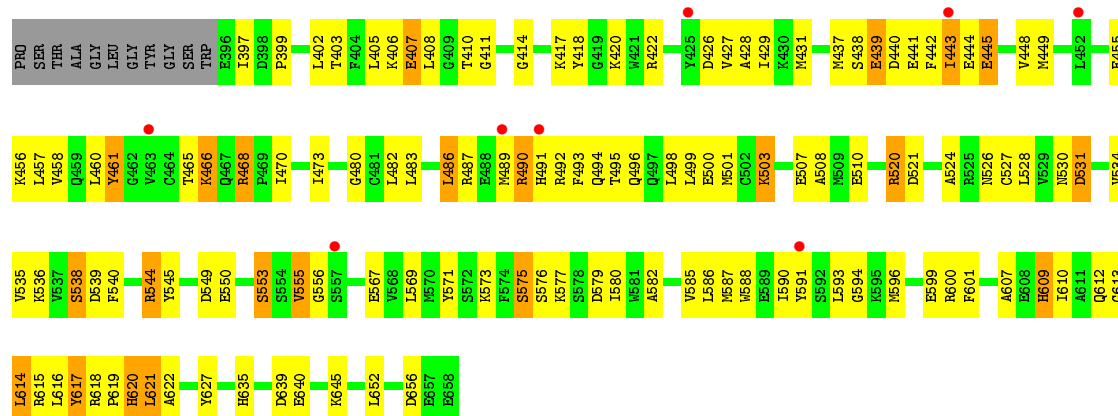 PRO SER THR ALA GLY LEU GLY TYR GLY SER TRP E396 I397 D398 P399 L402 T403 F404 L405 K406 E407 L408 G409 T410 G411 G414 K417 Y418 G419 K420 W421 R422 Y425 D426 V427 A428 I429 K430 M431 M437 S438 E439 D440 E441 F442 I443 E444 E445 V448 M449 L452 E455
K456 L457 V458 Q459 L460 Y461 G462 V463 C464 T465 K466 Q467 R468 P469 I470 I473 G480 C481 L482 L483 L486 R487 E488 M489 R490 H491 R492 F493 Q494 T495 Q496 Q497 L498 L499 E500 M501 C502 K503 E507 A508 M509 E510 R520 D521 A524 R525 N526 C527 L528 V529 N530 D531 V534
V535 K536 V537 S538 D539 F540 R544 Y545 D549 E550 S553 S554 V555 G556 S557 E567 V568 L569 M570 Y571 S572 K573 F574 S575 S576 K577 S578 D579 I580 W581 A582 V585 L586 M587 W588 E589 I590 Y591 S592 L593 G594 K595 M596 E599 R600 F601 A607 E608 H609 I610 A611 Q612 G613
L614 R615 L616 Y617 R618 P619 H620 L621 A622 Y627 H635 D639 E640 K645 L652 D656 E657 E658